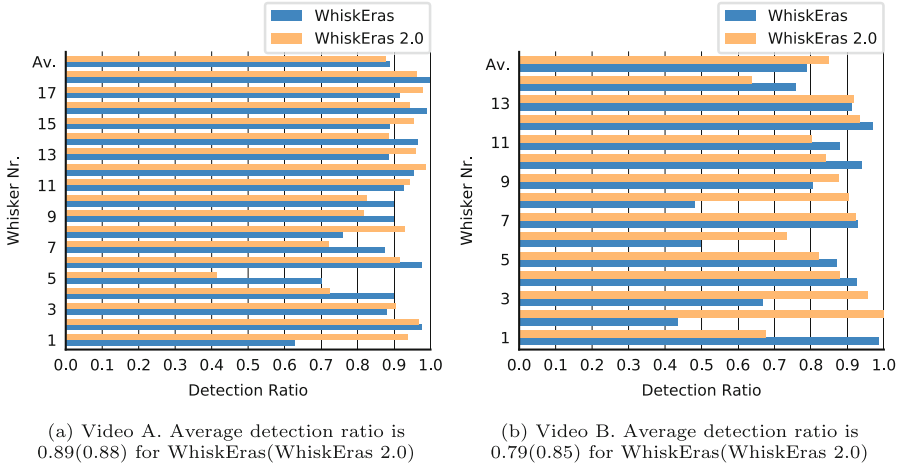 WhiskEras
WhiskEras 2.0
Av.
17
15
13
11
9
7
5
3
1
Whisker Nr.
0.0 0.1 0.2 0.3 0.4 0.5 0.6 0.7 0.8 0.9 1.0
Detection Ratio
(a) Video A. Average detection ratio is
0.89(0.88) for WhiskEras(WhiskEras 2.0)
WhiskEras
WhiskEras 2.0
Av.
13
11
9
7
5
3
1
Whisker Nr.
0.0 0.1 0.2 0.3 0.4 0.5 0.6 0.7 0.8 0.9 1.0
Detection Ratio
(b) Video B. Average detection ratio is
0.79(0.85) for WhiskEras(WhiskEras 2.0)